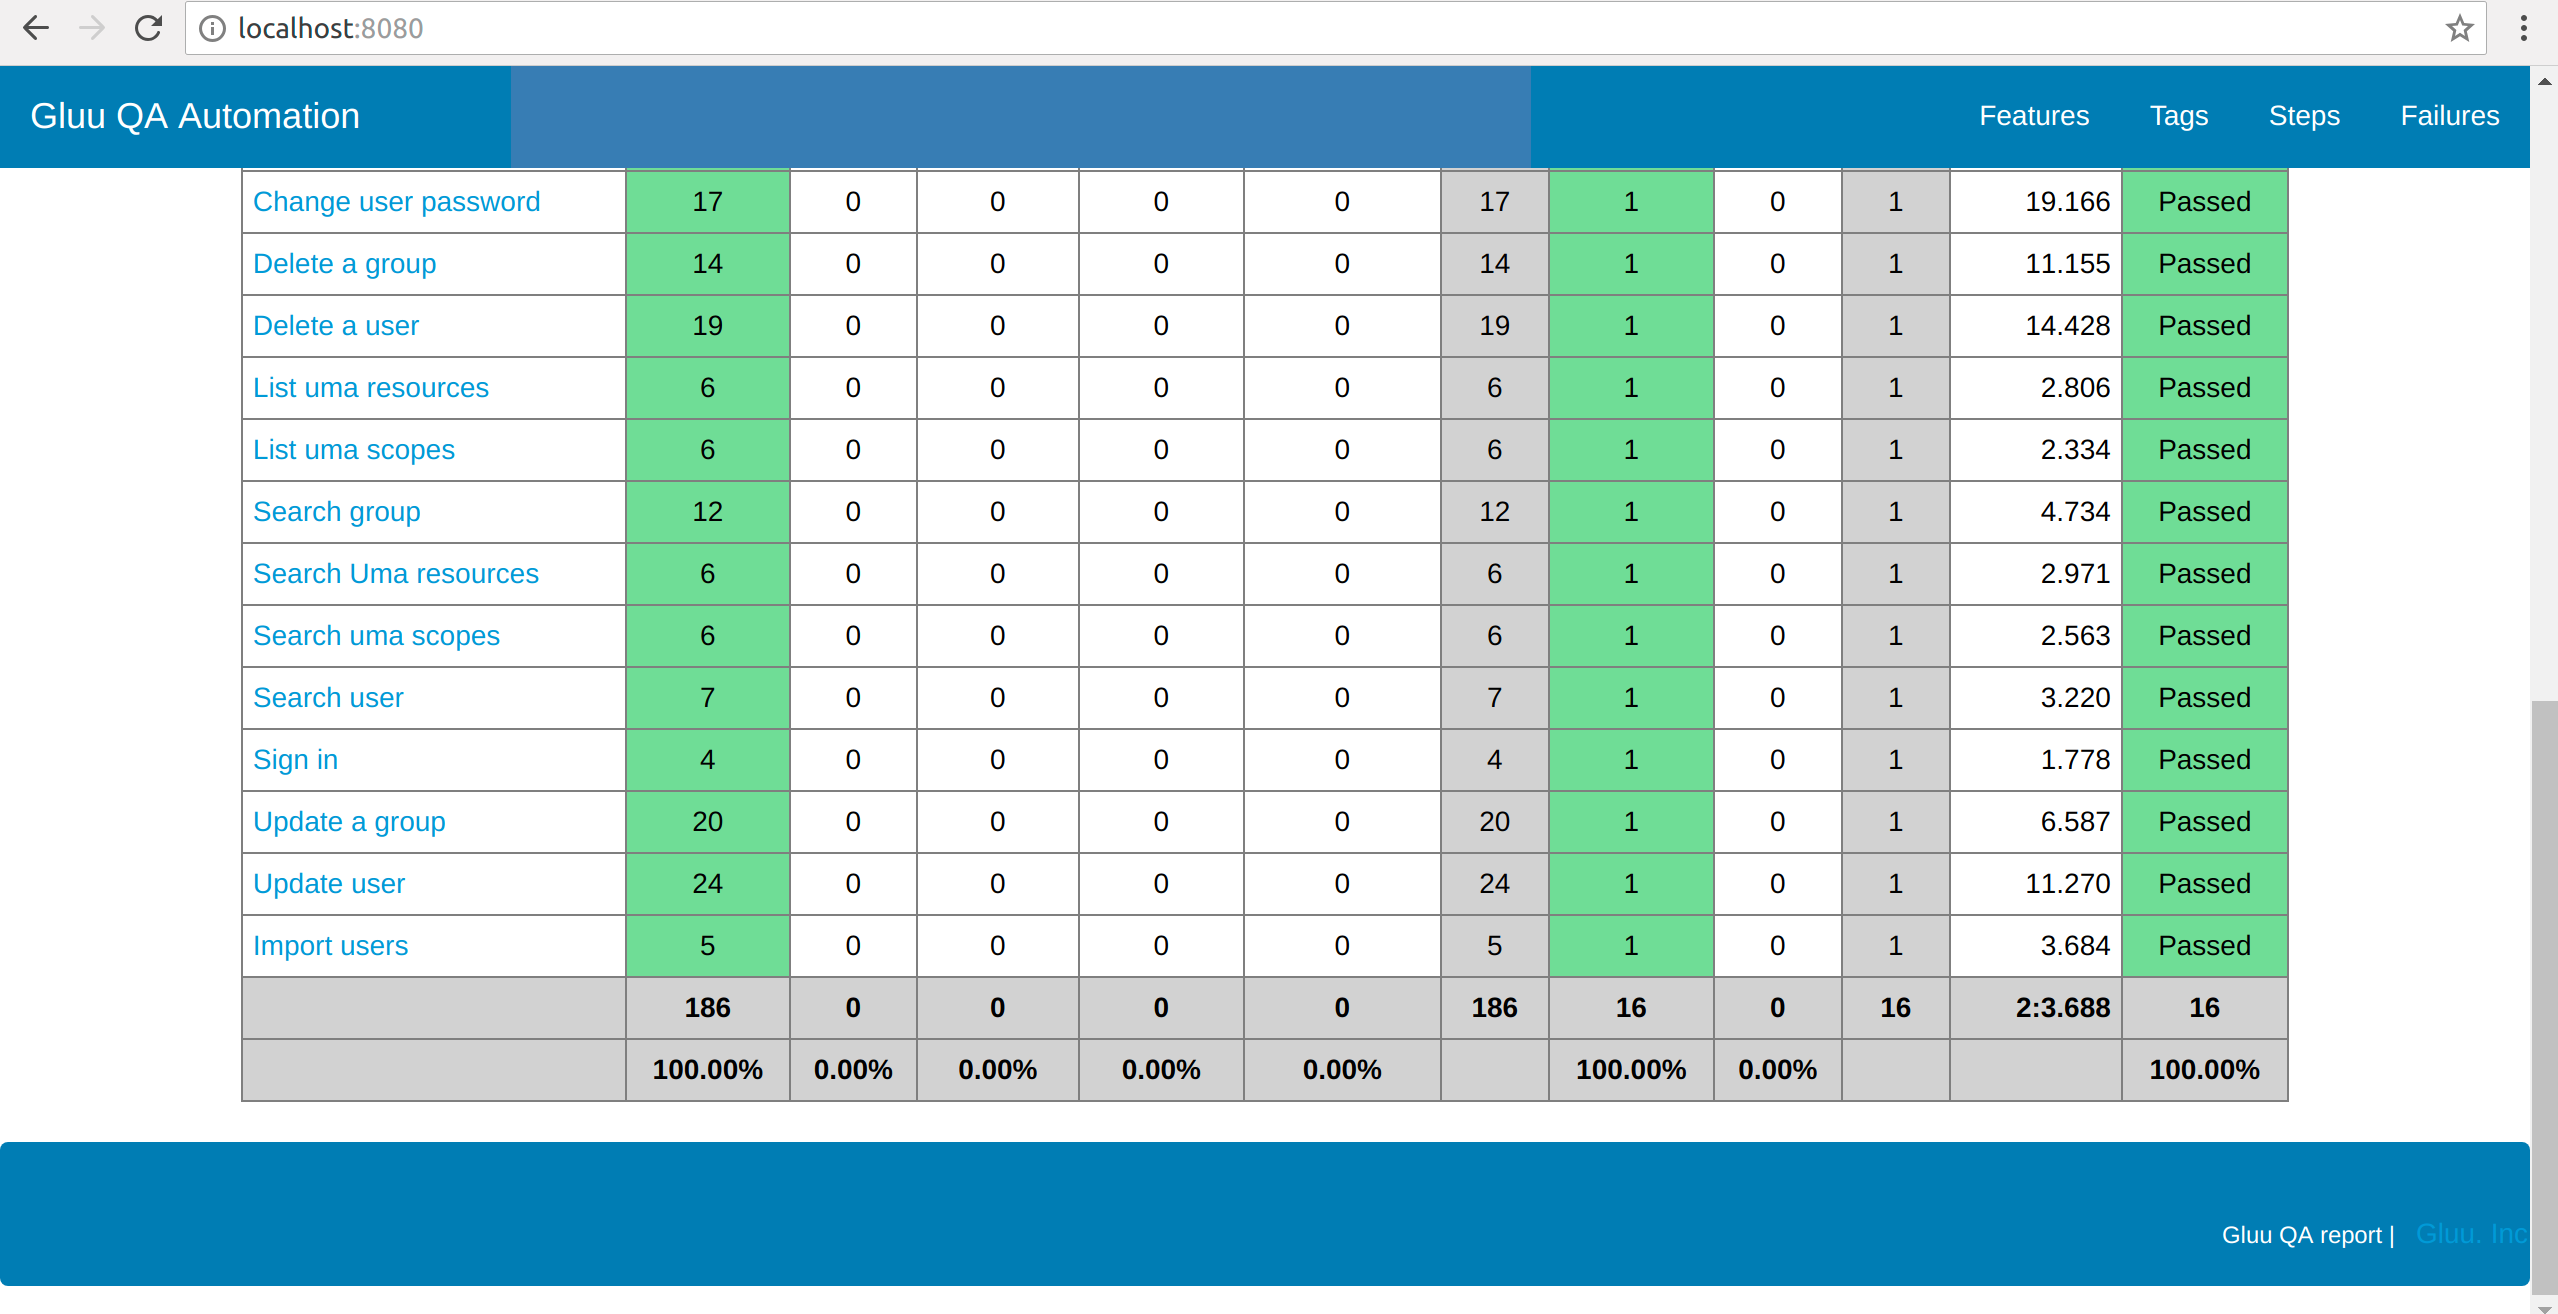 localhost:8080
Gluu QA Automation Features Tags Steps Failures
Change user password 17 0 0 0 0 17 1 0 1 19.166 Passed
Delete a group 14 0 0 0 0 14 1 0 1 11.155 Passed
Delete a user 19 0 0 0 0 19 1 0 1 14.428 Passed
List uma resources 6 0 0 0 0 6 1 0 1 2.806 Passed
List uma scopes 6 0 0 0 0 6 1 0 1 2.334 Passed
Search group 12 0 0 0 0 12 1 0 1 4.734 Passed
Search Uma resources 6 0 0 0 0 6 1 0 1 2.971 Passed
Search uma scopes 6 0 0 0 0 6 1 0 1 2.563 Passed
Search user 7 0 0 0 0 7 1 0 1 3.220 Passed
Sign in 4 0 0 0 0 4 1 0 1 1.778 Passed
Update a group 20 0 0 0 0 20 1 0 1 6.587 Passed
Update user 24 0 0 0 0 24 1 0 1 11.270 Passed
Import users 5 0 0 0 0 5 1 0 1 3.684 Passed
186 0 0 0 0 186 16 0 16 2:3.688 16
100.00% 0.00% 0.00% 0.00% 0.00% 100.00% 0.00% 100.00%
Gluu QA report | Gluu. Inc